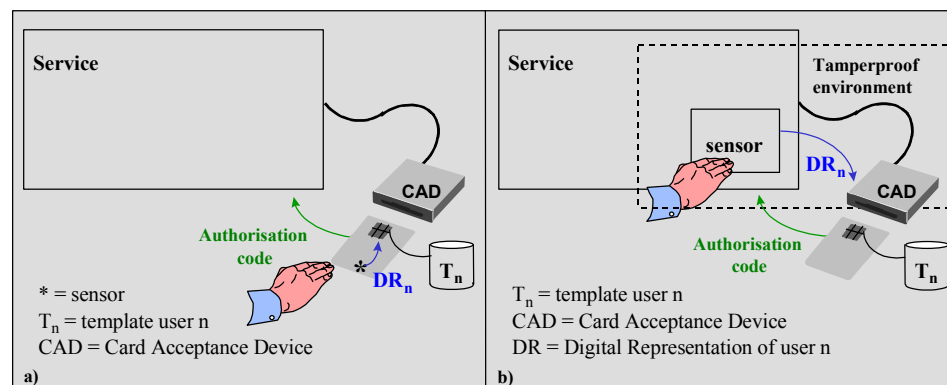 Service
CAD
Authorisation
code
* DRn
Tn
* = sensor
Tn = template user n
CAD = Card Acceptance Device
a)
Service
Tamperproof
environment
sensor
DRn
CAD
Authorisation
code
Tn
Tn = template user n
CAD = Card Acceptance Device
DR = Digital Representation of user n
b)